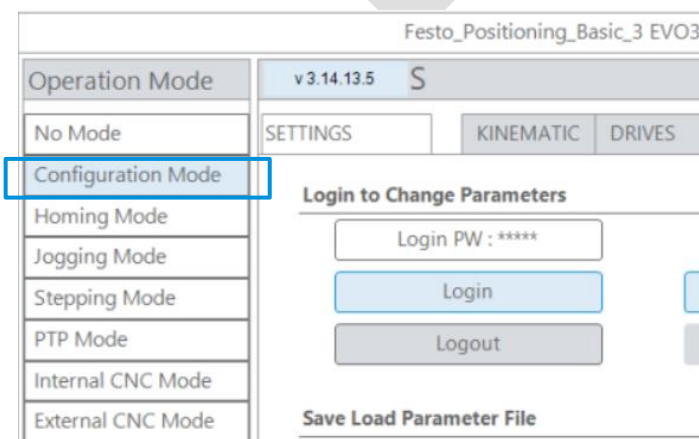 Festo_Positioning_Basic_3 EVO3
Operation Mode
v 3.14.13.5 S
No Mode
SETTINGS KINEMATIC DRIVES
Configuration Mode
Login to Change Parameters
Homing Mode
Login PW : *****
Jogging Mode
Stepping Mode
Login
PTP Mode
Logout
Internal CNC Mode
External CNC Mode
Save Load Parameter File